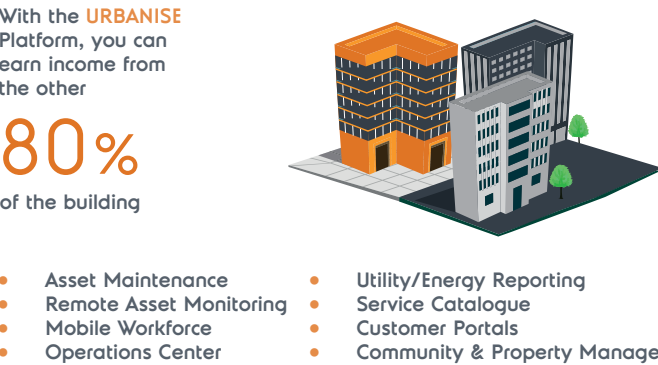 With the URBANISE
Platform, you can
earn income from
the other
80%
of the building
Asset Maintenance
Remote Asset Monitoring
Mobile Workforce
Operations Center
Utility/Energy Reporting
Service Catalogue
Customer Portals
Community & Property Manage